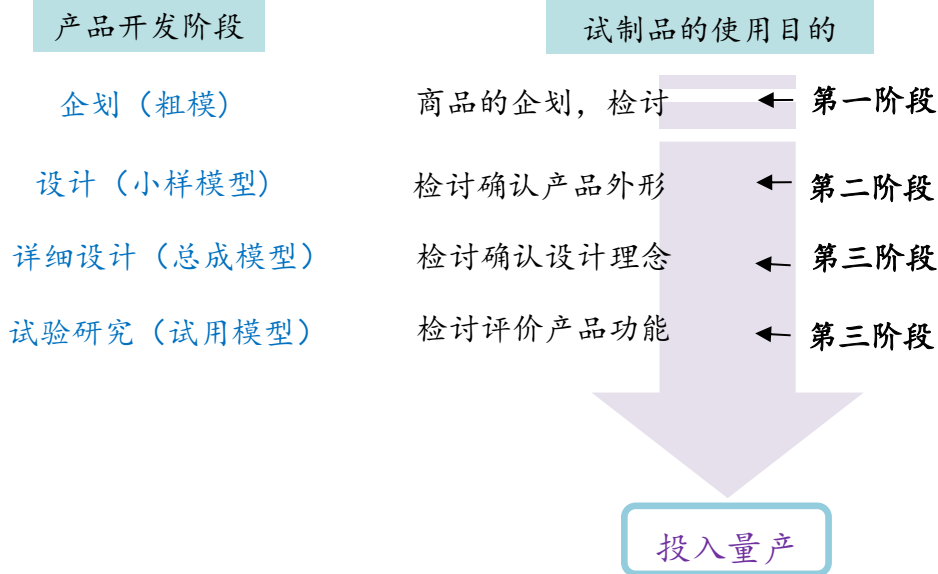 产品开发阶段 试制品的使用目的
企划（粗模） 商品的企划，检讨 第一阶段
设计（小样模型） 检讨确认产品外形 第二阶段
详细设计（总成模型） 检讨确认设计理念 第三阶段
试验研究（试用模型） 检讨评价产品功能 第三阶段
投入量产